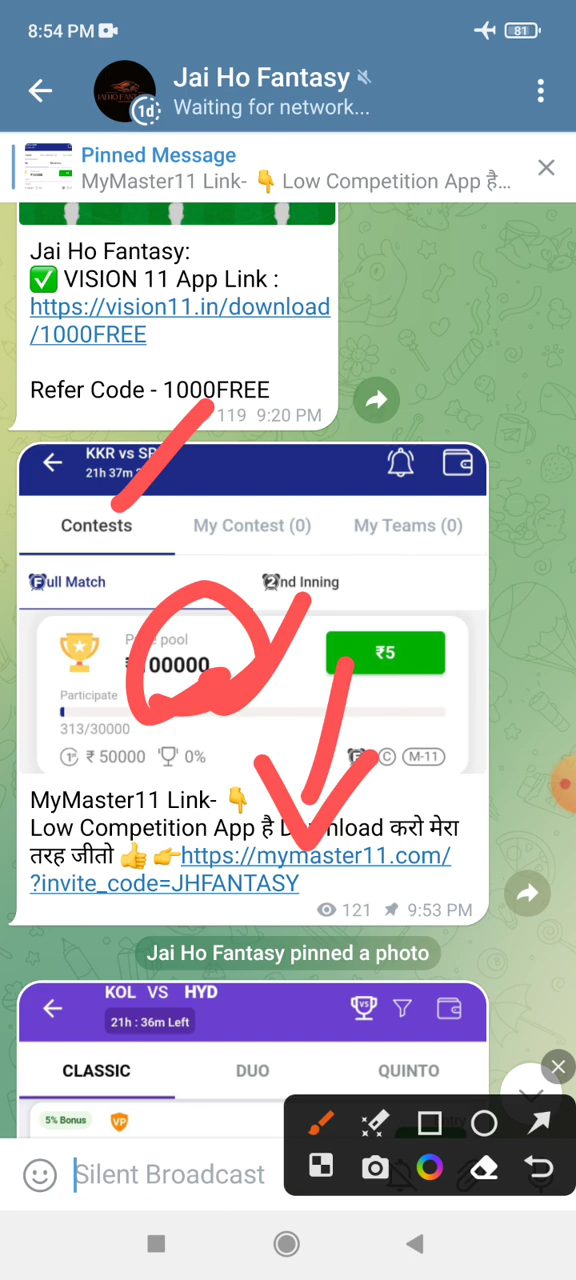 8:54 PM
81
Jai Ho Fantasy
1d
Waiting for network...
Pinned Message
MyMaster11 Link- 👇 Low Competition App है...
Jai Ho Fantasy:
✅ VISION 11 App Link :
https://vision11.in/download
/1000FREE
Refer Code - 1000FREE
119 9:20 PM
KKR vs
21h 37m
Contests My Contest (0) My Teams (0)
Full Match 2nd Inning
pool
₹5
Participate
313/30000
1st ₹ 50000 0% F C M-11
MyMaster11 Link- 👇
Low Competition App है Download करो मेरा
तरह जीतो 👍 👉https://mymaster11.com/
?invite_code=JHFANTASY
121 9:53 PM
Jai Ho Fantasy pinned a photo
KOL VS HYD
21h : 36m Left
CLASSIC DUO QUINTO
5% Bonus VP
Silent Broadcast